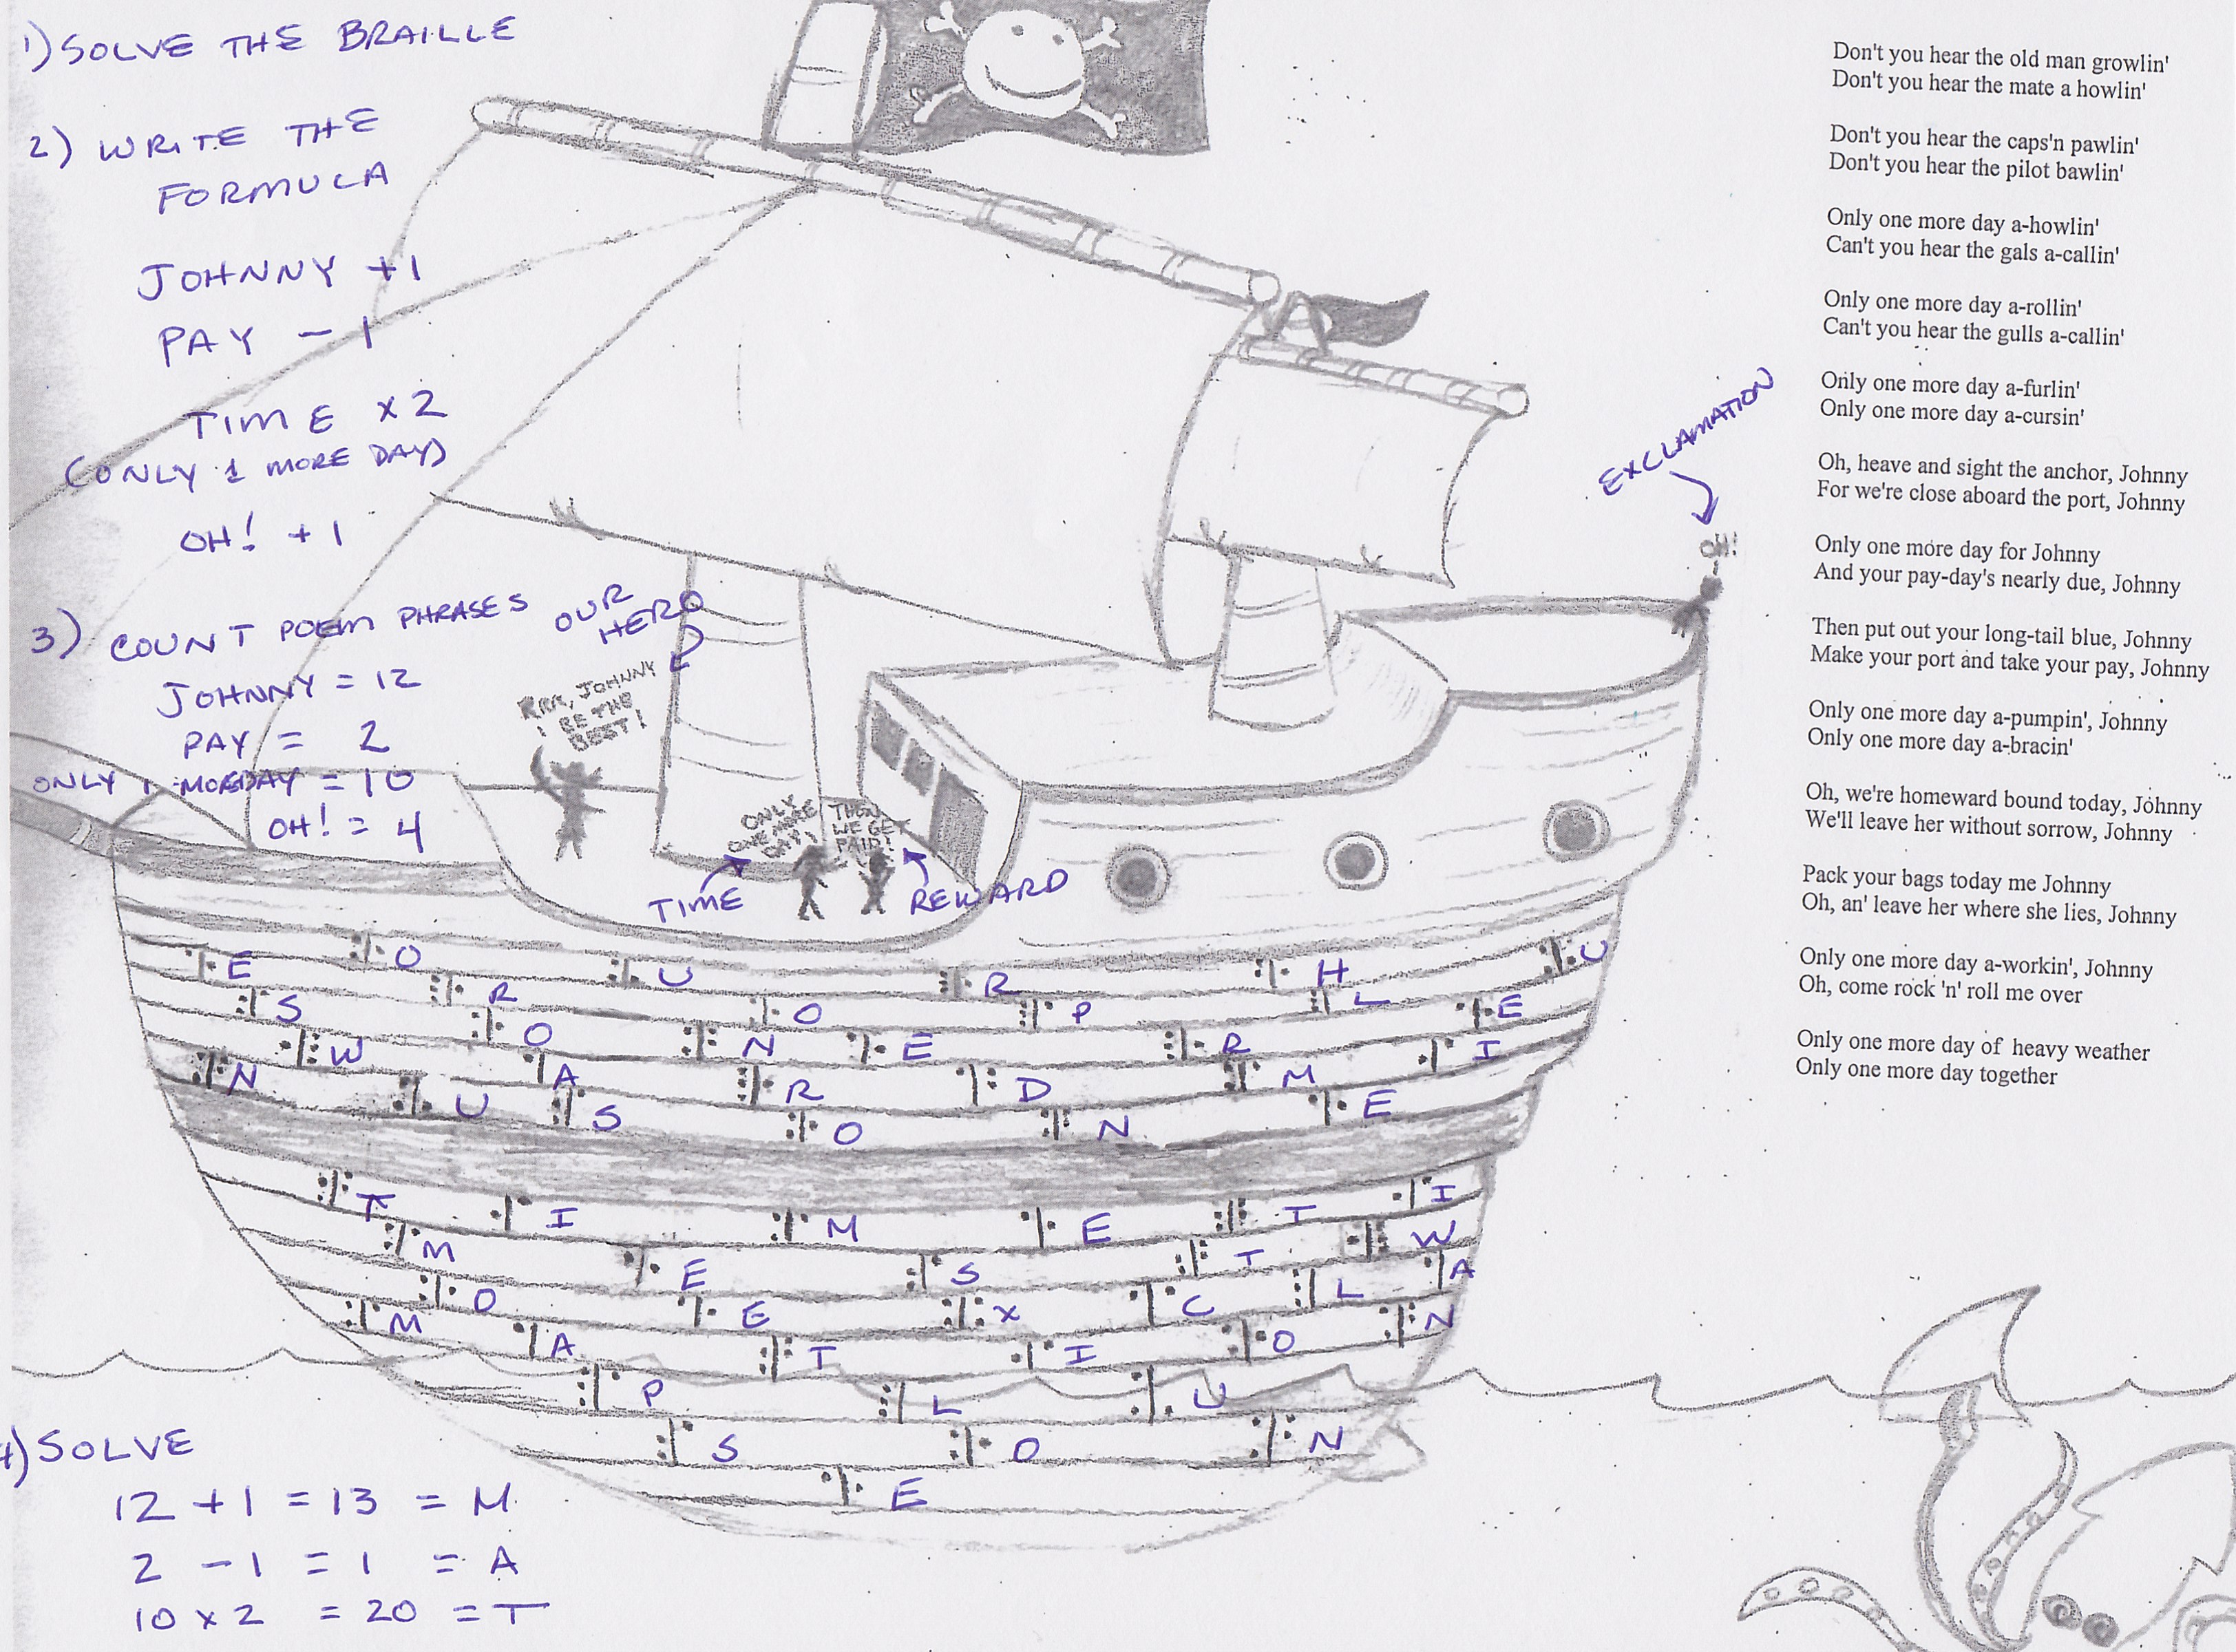 1) SOLVE THE BRAILLE
2) WRITE THE
FORMULA
JOHNNY +1
PAY - 1
TIME x2
(ONLY 1 MORE DAY)
OH! + 1
3) COUNT POEM PHRASES
JOHNNY = 12
PAY = 2
ONLY 1 MORE DAY = 10
OH! = 4
OUR
HERO
RRR, JOHNNY
I BE THE
BEST!
ONLY
ONE MORE
DAY!
THEN
WE GET
PAID!
TIME
REWARD
EXCLAMATION
OH!
E O U R H U
S R O P L E
W O N E R I
N A R D M
U S O N E
T I M E T I
M E S T W
O E X C L A
M A T I O N
P L U
S O N
E
4) SOLVE
12 + 1 = 13 = M
2 - 1 = 1 = A
10 x 2 = 20 = T
Don't you hear the old man growlin'
Don't you hear the mate a howlin'
Don't you hear the caps'n pawlin'
Don't you hear the pilot bawlin'
Only one more day a-howlin'
Can't you hear the gals a-callin'
Only one more day a-rollin'
Can't you hear the gulls a-callin'
Only one more day a-furlin'
Only one more day a-cursin'
Oh, heave and sight the anchor, Johnny
For we're close aboard the port, Johnny
Only one more day for Johnny
And your pay-day's nearly due, Johnny
Then put out your long-tail blue, Johnny
Make your port and take your pay, Johnny
Only one more day a-pumpin', Johnny
Only one more day a-bracin'
Oh, we're homeward bound today, Johnny
We'll leave her without sorrow, Johnny
Pack your bags today me Johnny
Oh, an' leave her where she lies, Johnny
Only one more day a-workin', Johnny
Oh, come rock 'n' roll me over
Only one more day of heavy weather
Only one more day together